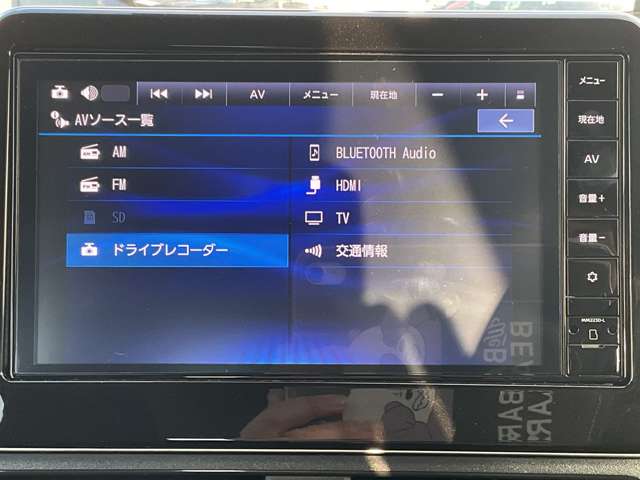 AV メニュー 現在地 − +
AVソース一覧
AM
FM
SD
ドライブレコーダー
BLUETOOTH Audio
HDMI
TV
交通情報
メニュー
現在地
AV
音量+
音量−
MM223D-L